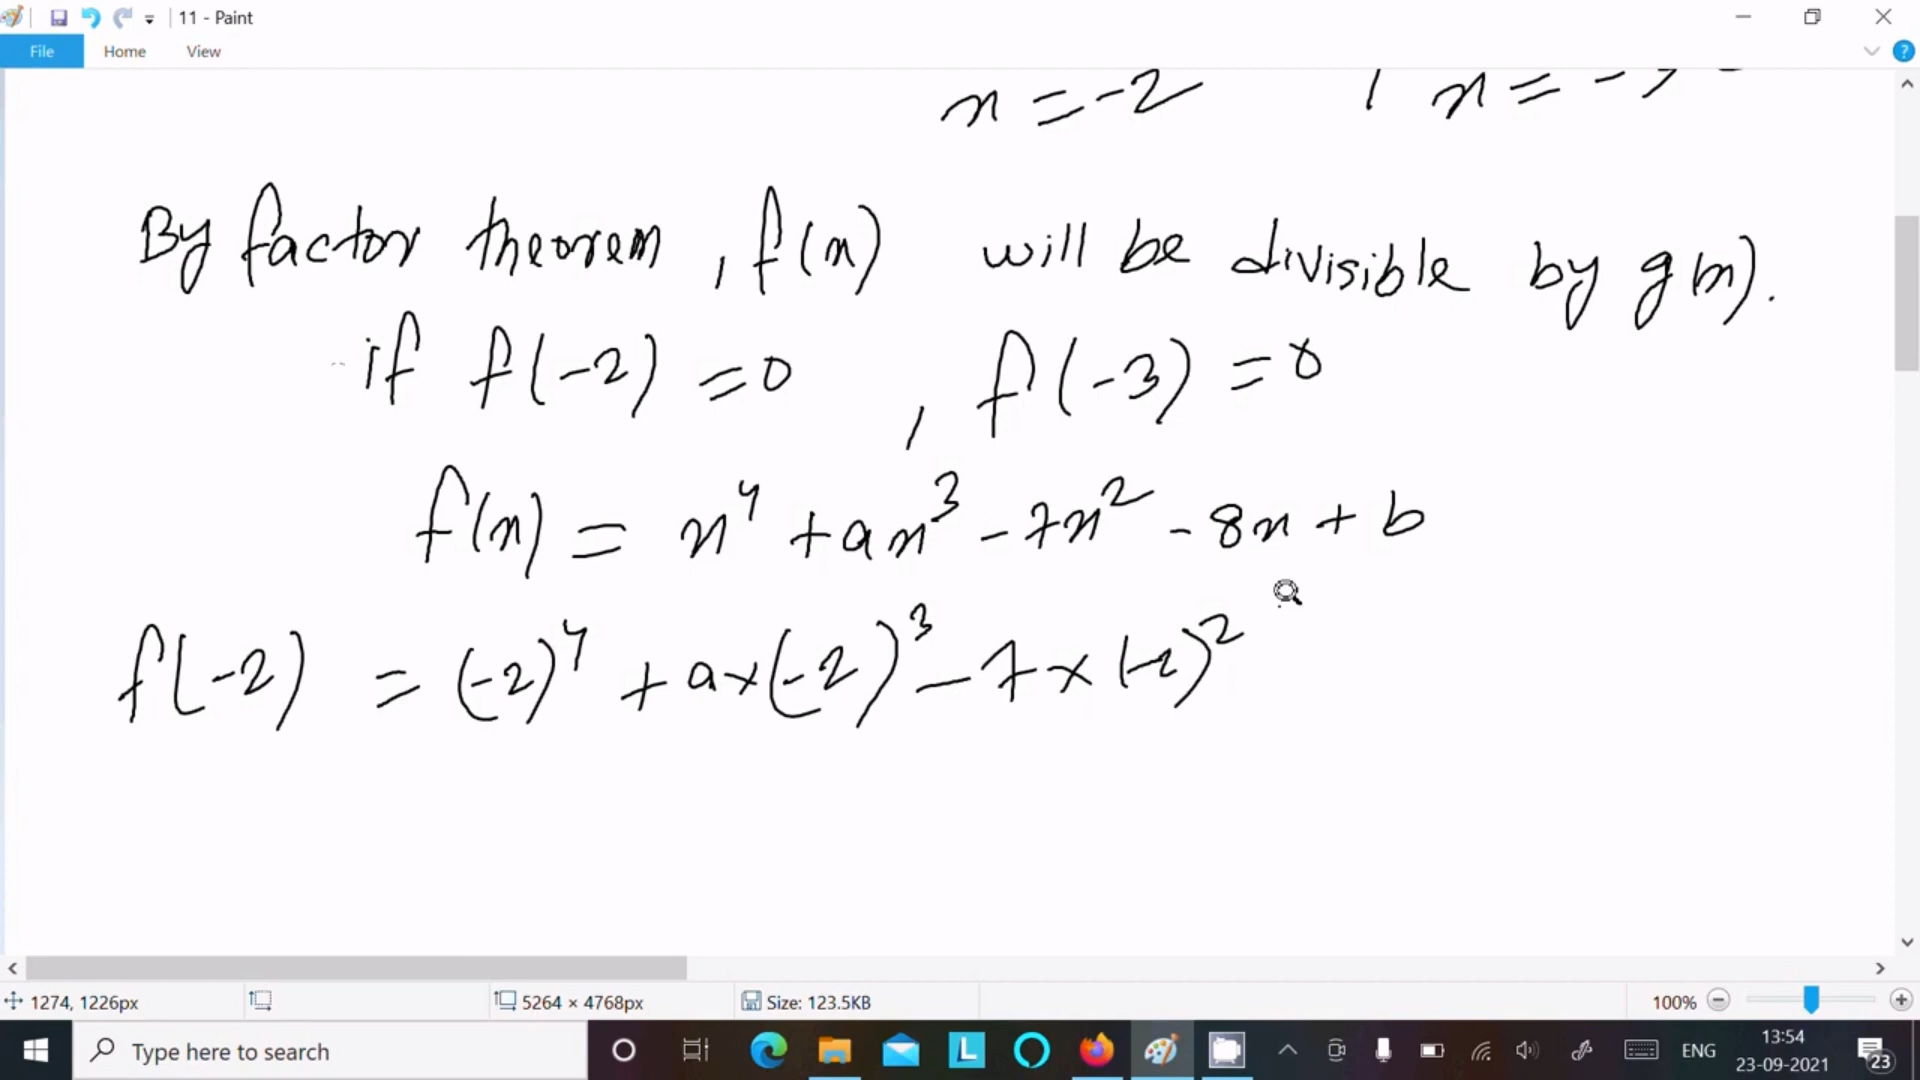 11 - Paint
File Home View
x = -2 , x = -3
By factor theorem, f(x) will be divisible by g(x).
if f(-2) = 0 , f(-3) = 0
f(x) = x⁴ + ax³ - 7x² - 8x + b
f(-2) = (-2)⁴ + a×(-2)³ - 7×(-2)²
1274, 1226px 5264 × 4768px Size: 123.5KB 100%
Type here to search L ENG 13:54
23-09-2021 23